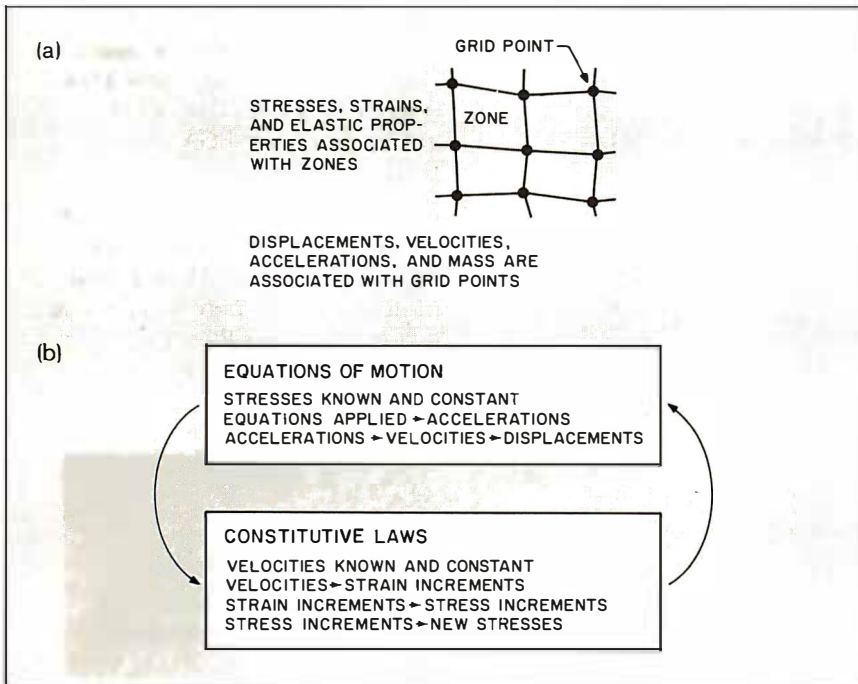 (a)
GRID POINT
STRESSES, STRAINS,
AND ELASTIC PROP-
ERTIES ASSOCIATED
WITH ZONES
ZONE
DISPLACEMENTS, VELOCITIES,
ACCELERATIONS, AND MASS ARE
ASSOCIATED WITH GRID POINTS
(b)
EQUATIONS OF MOTION
STRESSES KNOWN AND CONSTANT
EQUATIONS APPLIED → ACCELERATIONS
ACCELERATIONS → VELOCITIES → DISPLACEMENTS
CONSTITUTIVE LAWS
VELOCITIES KNOWN AND CONSTANT
VELOCITIES → STRAIN INCREMENTS
STRAIN INCREMENTS → STRESS INCREMENTS
STRESS INCREMENTS → NEW STRESSES